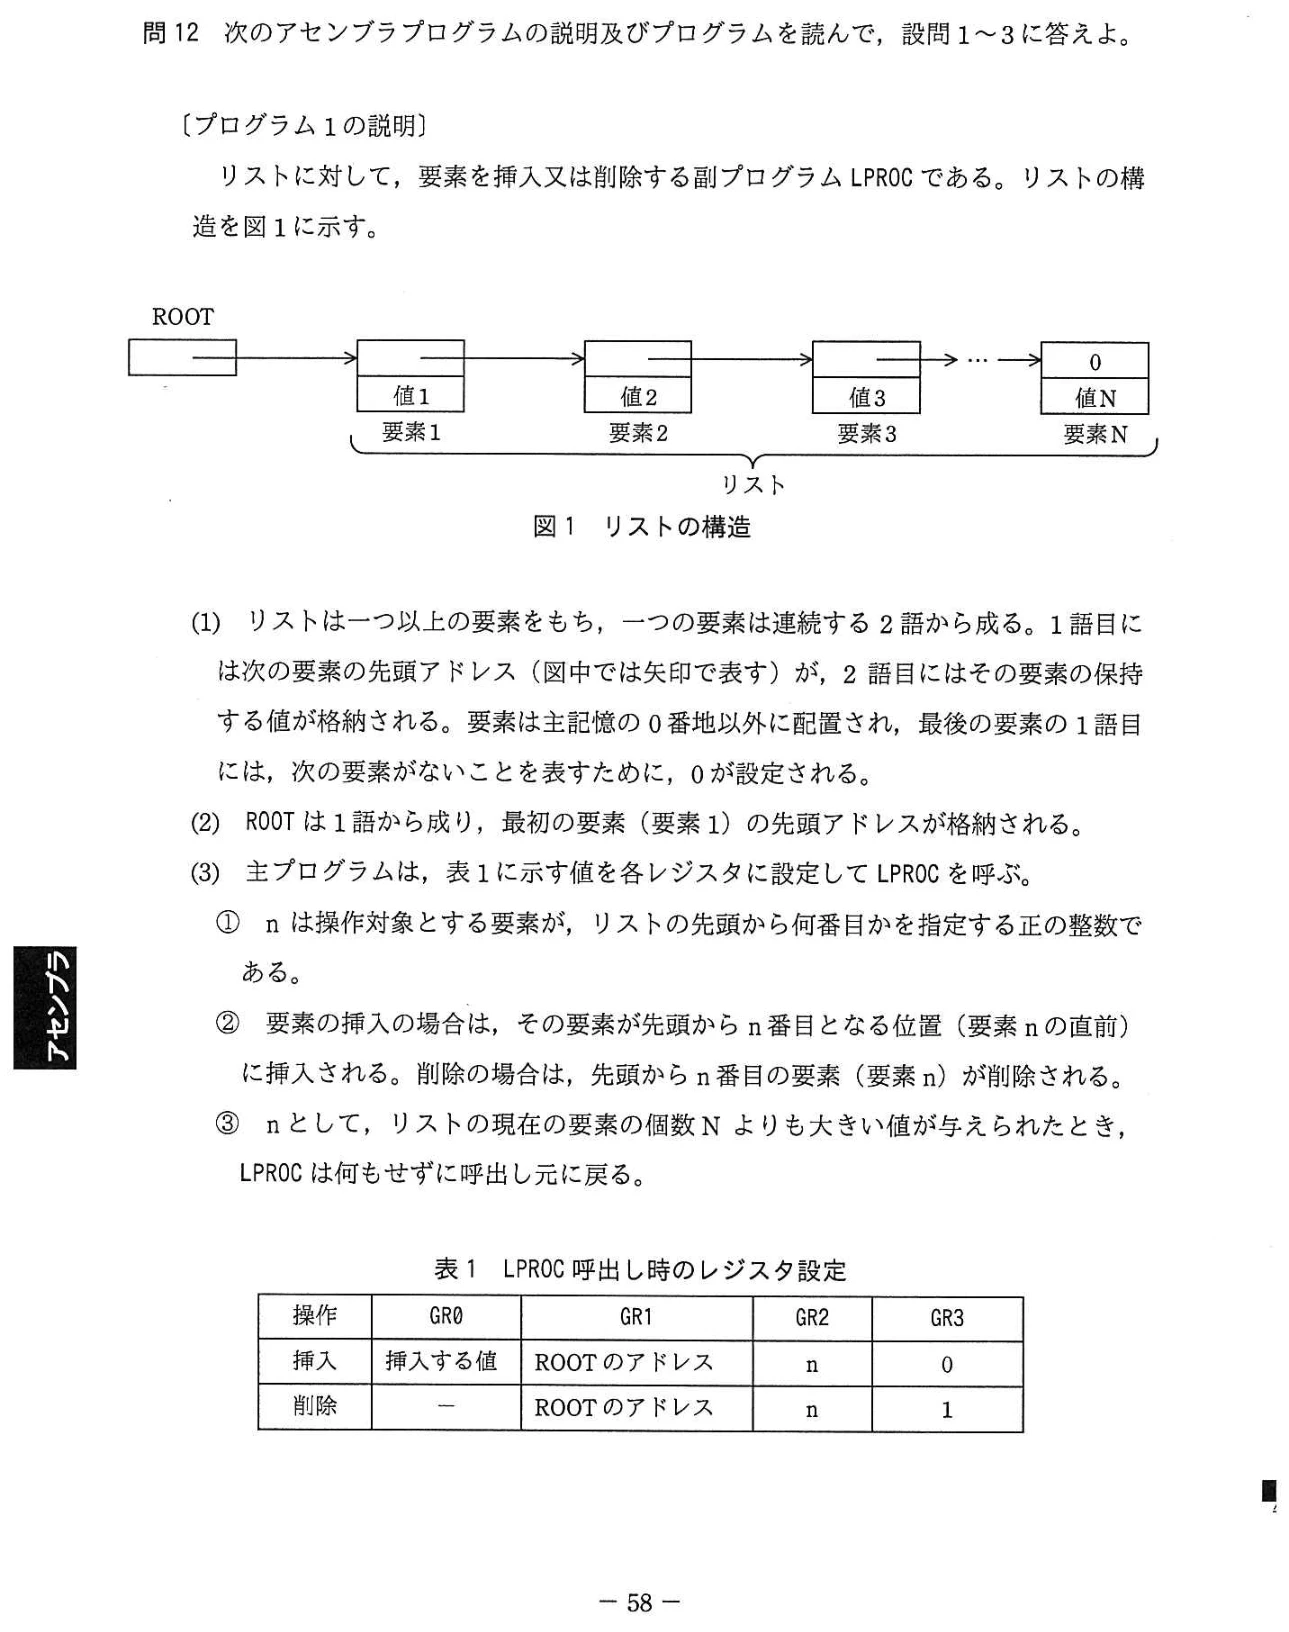 問12 次のアセンブラプログラムの説明及びプログラムを読んで，設問1～3に答えよ。
〔プログラム1の説明〕
リストに対して，要素を挿入又は削除する副プログラム LPROC である。リストの構
造を図1に示す。
ROOT
0
値1
値2
値3
…
値N
要素1
要素2
要素3
要素N
リスト
図1 リストの構造
(1) リストは一つ以上の要素をもち，一つの要素は連続する2語から成る。1語目に
は次の要素の先頭アドレス（図中では矢印で表す）が，2語目にはその要素の保持
する値が格納される。要素は主記憶の0番地以外に配置され，最後の要素の1語目
には，次の要素がないことを表すために，0が設定される。
(2) ROOT は1語から成り，最初の要素（要素1）の先頭アドレスが格納される。
(3) 主プログラムは，表1に示す値を各レジスタに設定して LPROC を呼ぶ。
① n は操作対象とする要素が，リストの先頭から何番目かを指定する正の整数で
ある。
② 要素の挿入の場合は，その要素が先頭から n 番目となる位置（要素 n の直前）
に挿入される。削除の場合は，先頭から n 番目の要素（要素 n）が削除される。
③ n として，リストの現在の要素の個数 N よりも大きい値が与えられたとき，
LPROC は何もせずに呼出し元に戻る。
アセンブラ
表1 LPROC 呼出し時のレジスタ設定
操作 GR0 GR1 GR2 GR3
挿入 挿入する値 ROOT のアドレス n 0
削除 － ROOT のアドレス n 1
－ 58 －